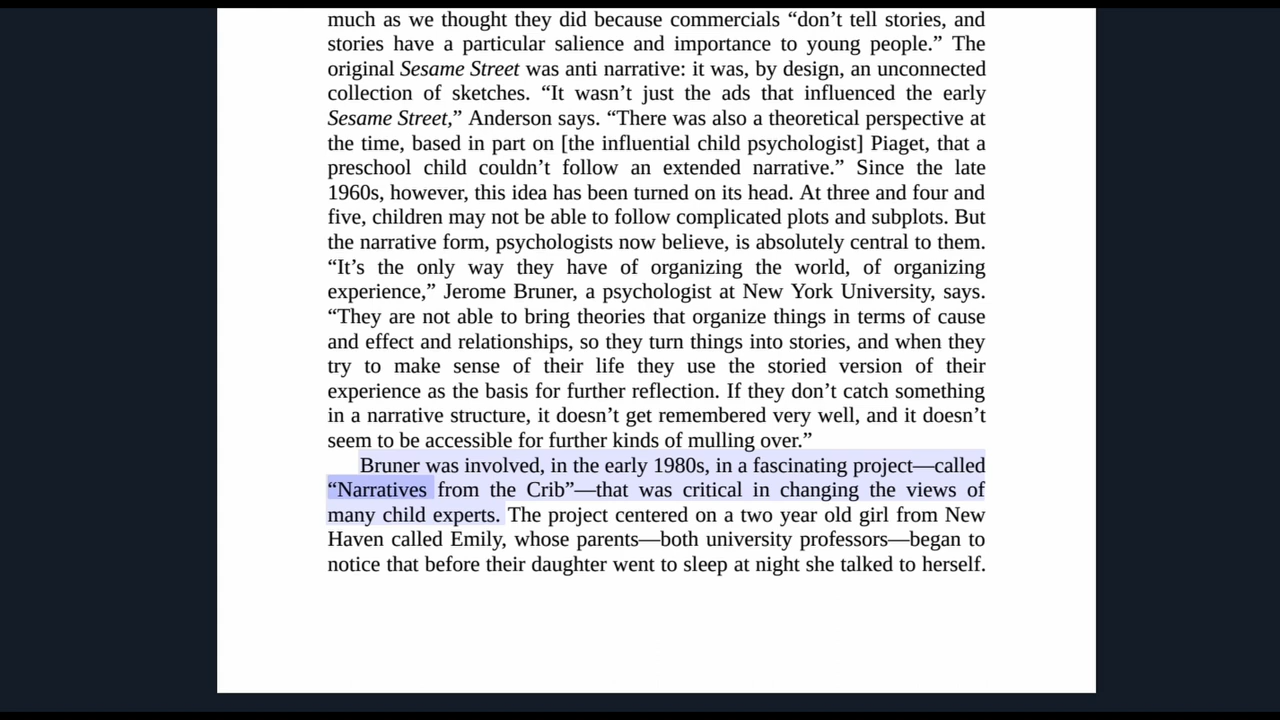 much as we thought they did because commercials “don’t tell stories, and
stories have a particular salience and importance to young people.” The
original Sesame Street was anti narrative: it was, by design, an unconnected
collection of sketches. “It wasn’t just the ads that influenced the early
Sesame Street,” Anderson says. “There was also a theoretical perspective at
the time, based in part on [the influential child psychologist] Piaget, that a
preschool child couldn’t follow an extended narrative.” Since the late
1960s, however, this idea has been turned on its head. At three and four and
five, children may not be able to follow complicated plots and subplots. But
the narrative form, psychologists now believe, is absolutely central to them.
“It’s the only way they have of organizing the world, of organizing
experience,” Jerome Bruner, a psychologist at New York University, says.
“They are not able to bring theories that organize things in terms of cause
and effect and relationships, so they turn things into stories, and when they
try to make sense of their life they use the storied version of their
experience as the basis for further reflection. If they don’t catch something
in a narrative structure, it doesn’t get remembered very well, and it doesn’t
seem to be accessible for further kinds of mulling over.”
Bruner was involved, in the early 1980s, in a fascinating project—called
“Narratives from the Crib”—that was critical in changing the views of
many child experts. The project centered on a two year old girl from New
Haven called Emily, whose parents—both university professors—began to
notice that before their daughter went to sleep at night she talked to herself.